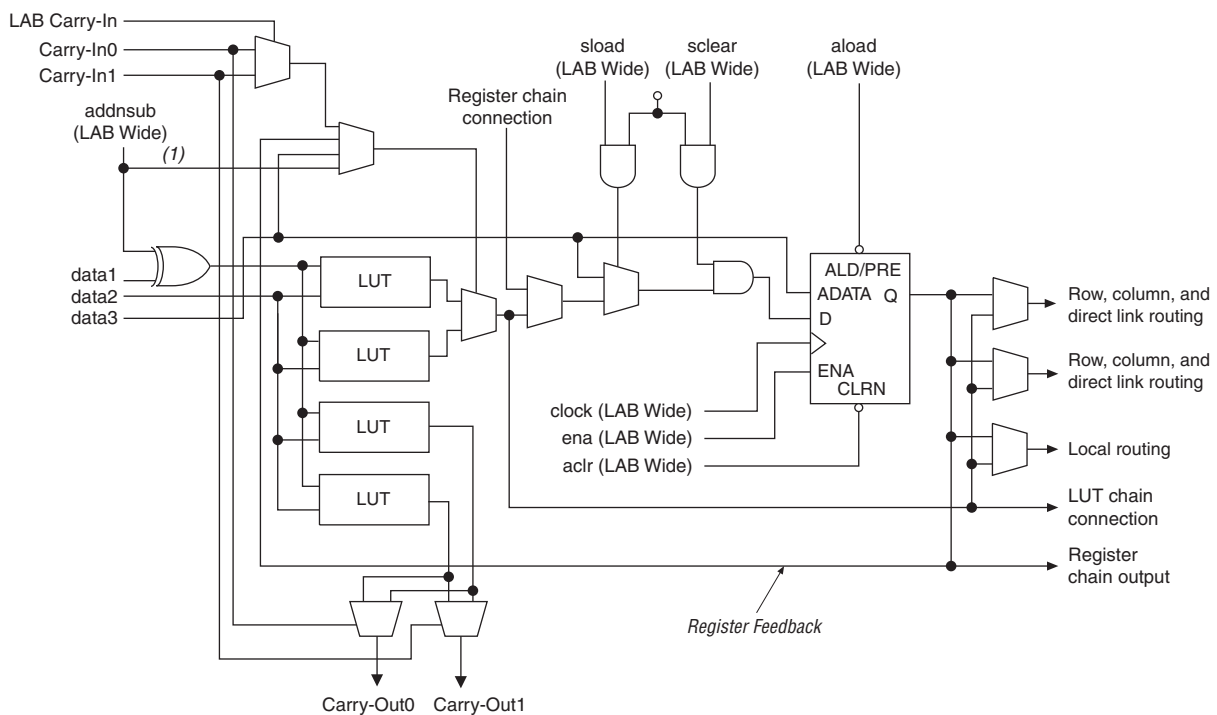 LAB Carry-In
Carry-In0
Carry-In1
addnsub
(LAB Wide)
(1)
Register chain
connection
sload
(LAB Wide)
sclear
(LAB Wide)
aload
(LAB Wide)
data1
data2
data3
LUT
LUT
LUT
LUT
ALD/PRE
ADATA
Q
D
ENA
CLRN
clock (LAB Wide)
ena (LAB Wide)
aclr (LAB Wide)
Row, column, and
direct link routing
Row, column, and
direct link routing
Local routing
LUT chain
connection
Register
chain output
Register Feedback
Carry-Out0
Carry-Out1